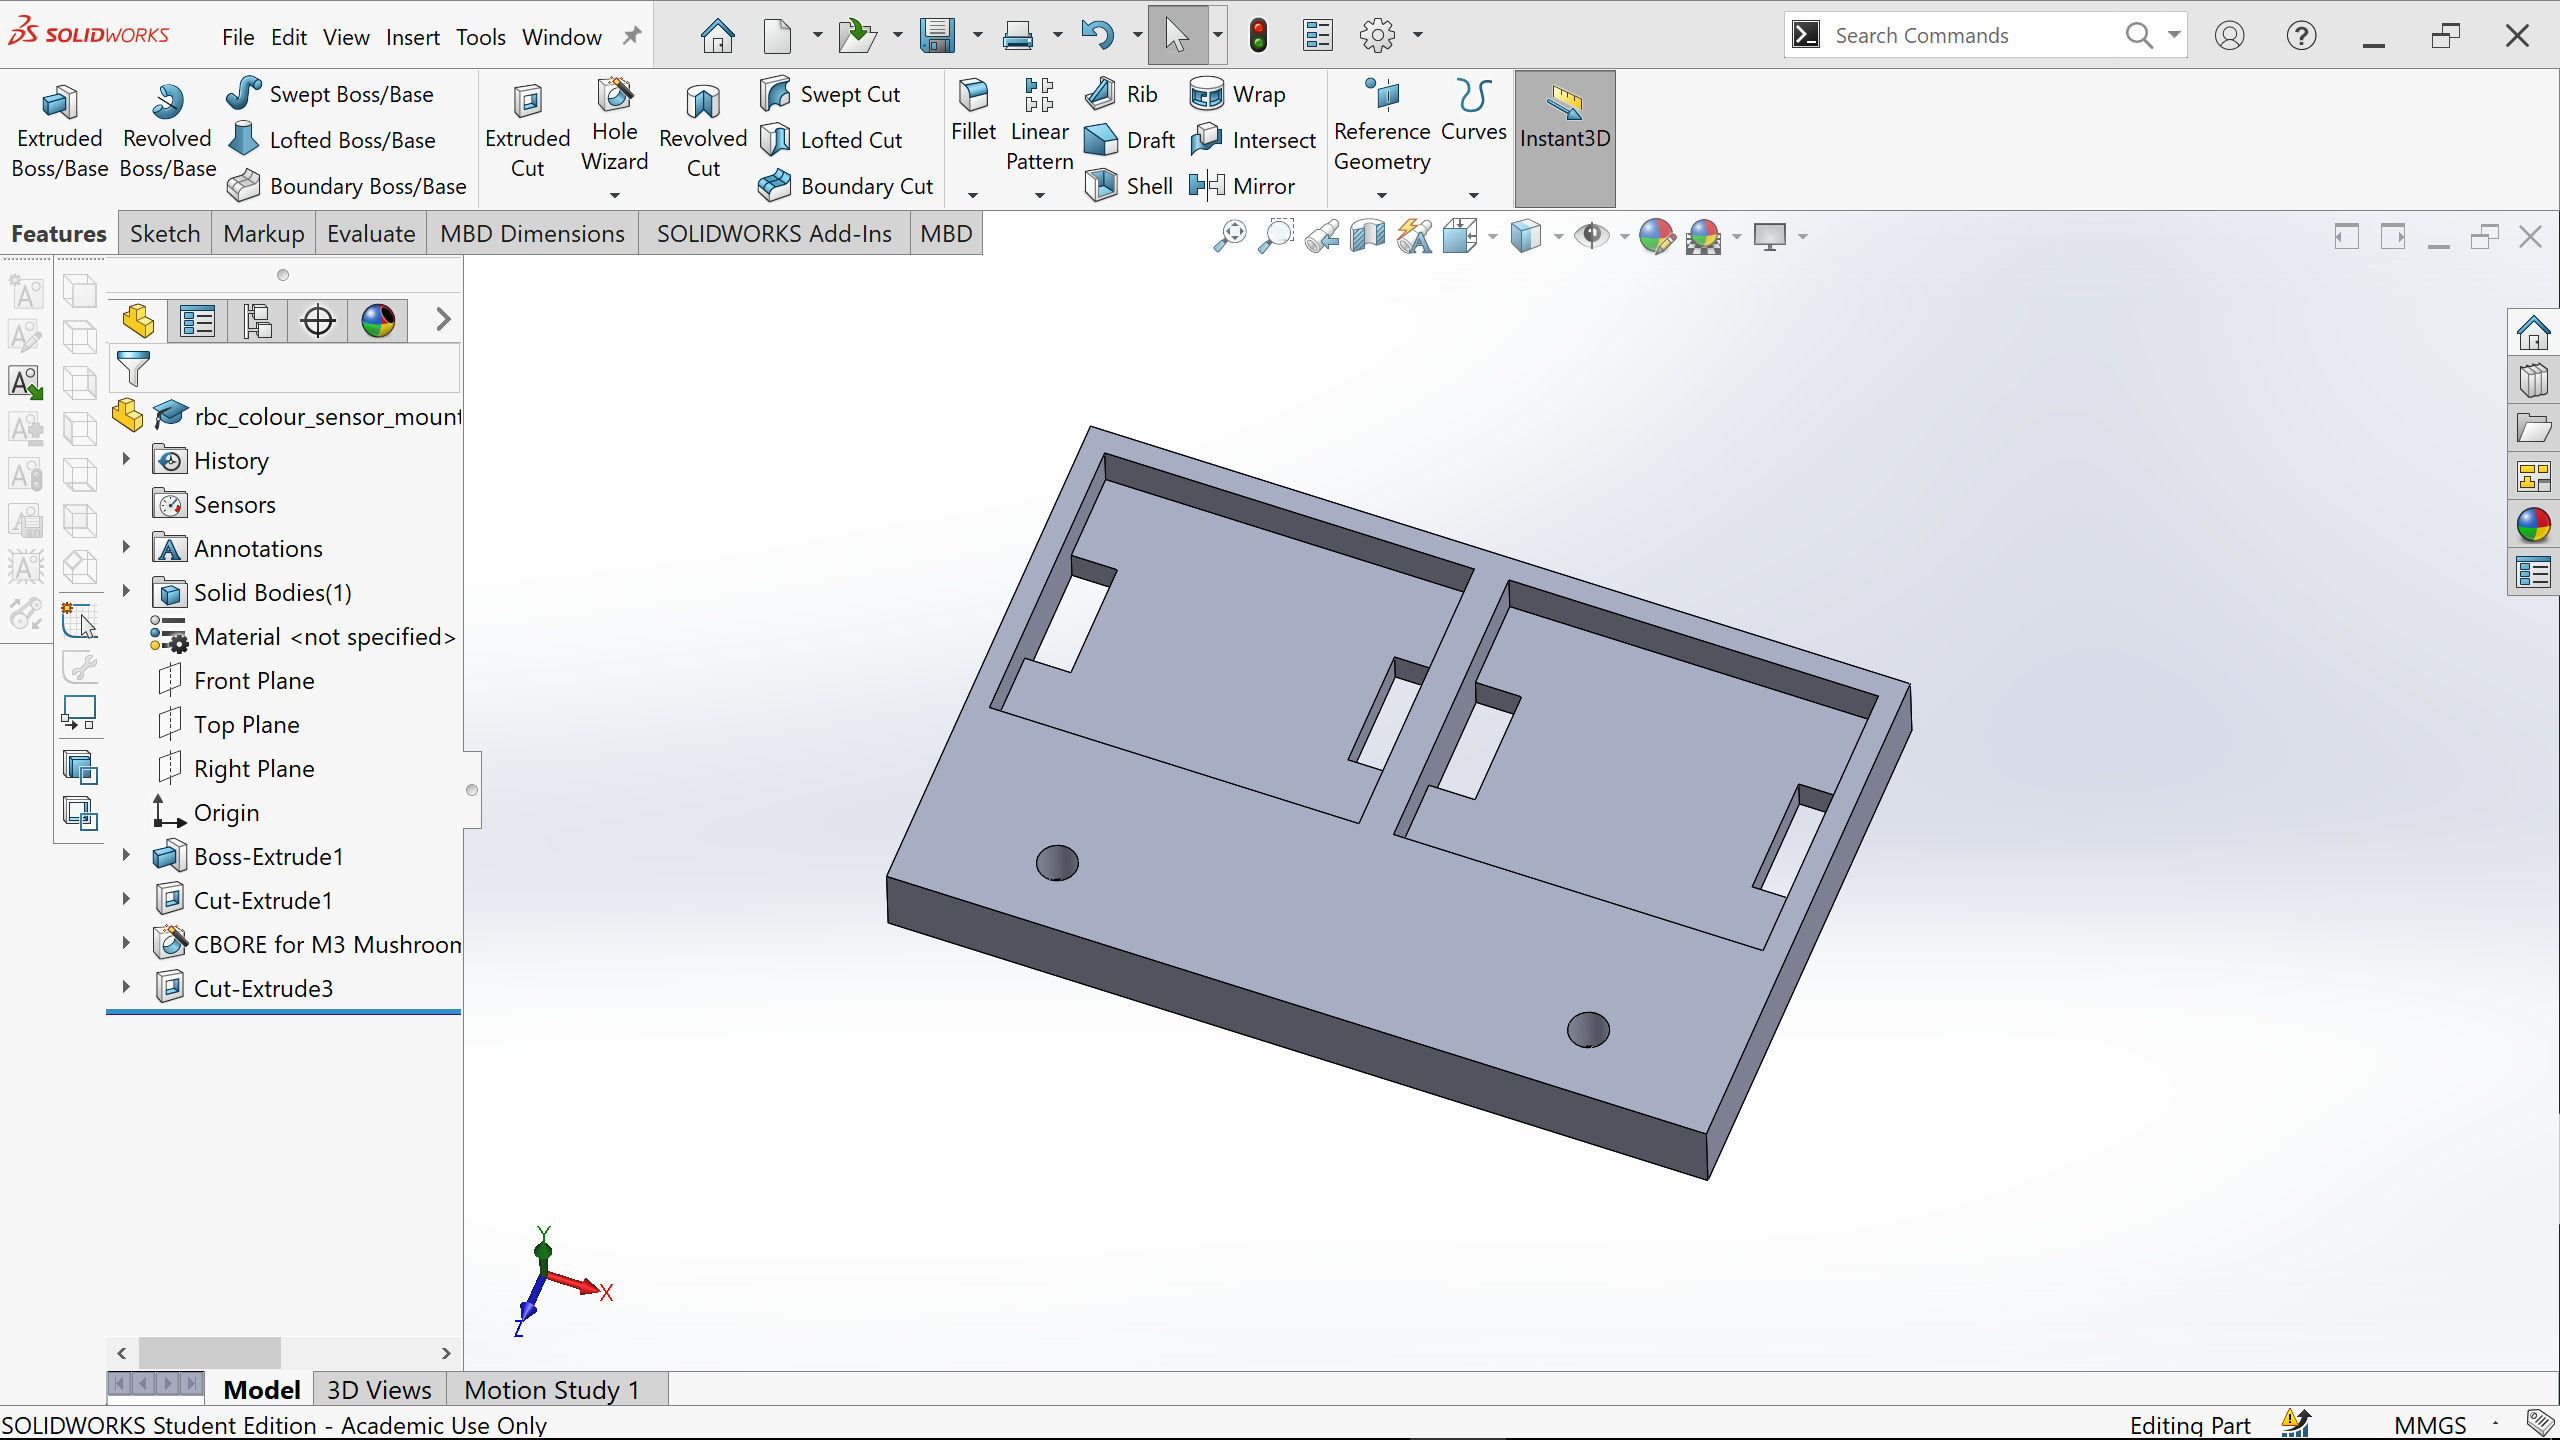 SOLIDWORKS File Edit View Insert Tools Window Search Commands
Extruded Boss/Base
Revolved Boss/Base
Swept Boss/Base
Lofted Boss/Base
Boundary Boss/Base
Extruded Cut
Hole Wizard
Revolved Cut
Swept Cut
Lofted Cut
Boundary Cut
Fillet
Linear Pattern
Rib
Draft
Shell
Wrap
Intersect
Mirror
Reference Geometry
Curves
Instant3D
Features Sketch Markup Evaluate MBD Dimensions SOLIDWORKS Add-Ins MBD
rbc_colour_sensor_mount
History
Sensors
Annotations
Solid Bodies(1)
Material <not specified>
Front Plane
Top Plane
Right Plane
Origin
Boss-Extrude1
Cut-Extrude1
CBORE for M3 Mushroom
Cut-Extrude3
Y
X
Z
Model 3D Views Motion Study 1
SOLIDWORKS Student Edition - Academic Use Only Editing Part MMGS